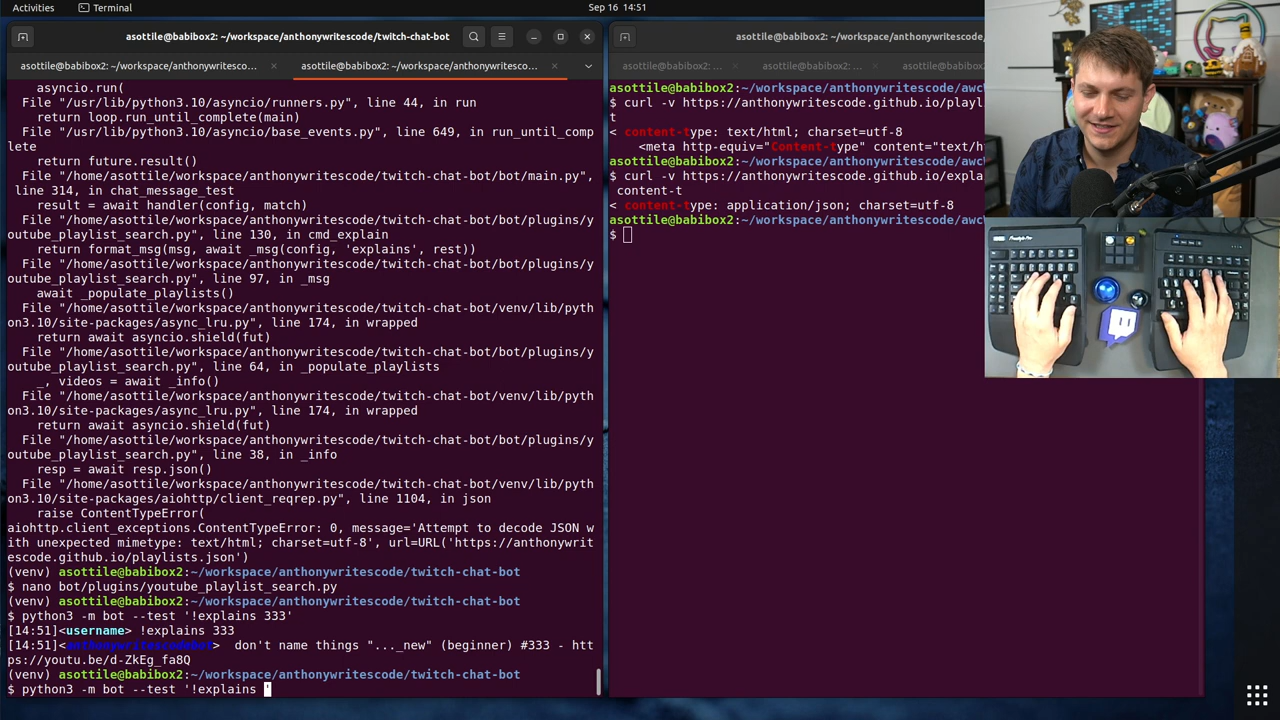 Activities
Terminal
Sep 16 14:51
asottile@babibox2: ~/workspace/anthonywritescode/twitch-chat-bot
asottile@babibox2: ~/workspace/anthonywritesco…
asottile@babibox2: ~/workspace/anthonywritesco…
asyncio.run(
File "/usr/lib/python3.10/asyncio/runners.py", line 44, in run
return loop.run_until_complete(main)
File "/usr/lib/python3.10/asyncio/base_events.py", line 649, in run_until_comp
lete
return future.result()
File "/home/asottile/workspace/anthonywritescode/twitch-chat-bot/bot/main.py",
line 314, in chat_message_test
result = await handler(config, match)
File "/home/asottile/workspace/anthonywritescode/twitch-chat-bot/bot/plugins/y
outube_playlist_search.py", line 130, in cmd_explain
return format_msg(msg, await _msg(config, 'explains', rest))
File "/home/asottile/workspace/anthonywritescode/twitch-chat-bot/bot/plugins/y
outube_playlist_search.py", line 97, in _msg
await _populate_playlists()
File "/home/asottile/workspace/anthonywritescode/twitch-chat-bot/venv/lib/pyth
on3.10/site-packages/async_lru.py", line 174, in wrapped
return await asyncio.shield(fut)
File "/home/asottile/workspace/anthonywritescode/twitch-chat-bot/bot/plugins/y
outube_playlist_search.py", line 64, in _populate_playlists
_, videos = await _info()
File "/home/asottile/workspace/anthonywritescode/twitch-chat-bot/venv/lib/pyth
on3.10/site-packages/async_lru.py", line 174, in wrapped
return await asyncio.shield(fut)
File "/home/asottile/workspace/anthonywritescode/twitch-chat-bot/bot/plugins/y
outube_playlist_search.py", line 38, in _info
resp = await resp.json()
File "/home/asottile/workspace/anthonywritescode/twitch-chat-bot/venv/lib/pyth
on3.10/site-packages/aiohttp/client_reqrep.py", line 1104, in json
raise ContentTypeError(
aiohttp.client_exceptions.ContentTypeError: 0, message='Attempt to decode JSON w
ith unexpected mimetype: text/html; charset=utf-8', url=URL('https://anthonywrit
escode.github.io/playlists.json')
(venv) asottile@babibox2:~/workspace/anthonywritescode/twitch-chat-bot
$ nano bot/plugins/youtube_playlist_search.py
(venv) asottile@babibox2:~/workspace/anthonywritescode/twitch-chat-bot
$ python3 -m bot --test '!explains 333'
[14:51]<username> !explains 333
[14:51]<anthonywritescodebot> don't name things "..._new" (beginner) #333 - htt
ps://youtu.be/d-ZkEg_fa8Q
(venv) asottile@babibox2:~/workspace/anthonywritescode/twitch-chat-bot
$ python3 -m bot --test '!explains '
asottile@babibox2: ~/workspace/anthonywritescode/
asottile@babibox2: ~/workspace/anthonywritesco
asottile@babibox2: …
asottile@babibox2: …
asottile@babibox2:
asottile@babibox2:~/workspace/anthonywritescode/awc
$ curl -v https://anthonywritescode.github.io/playl
t
< content-type: text/html; charset=utf-8
<meta http-equiv="Content-type" content="text/h
asottile@babibox2:~/workspace/anthonywritescode/awc
$ curl -v https://anthonywritescode.github.io/expla
content-t
< content-type: application/json; charset=utf-8
asottile@babibox2:~/workspace/anthonywritescode/awc
$